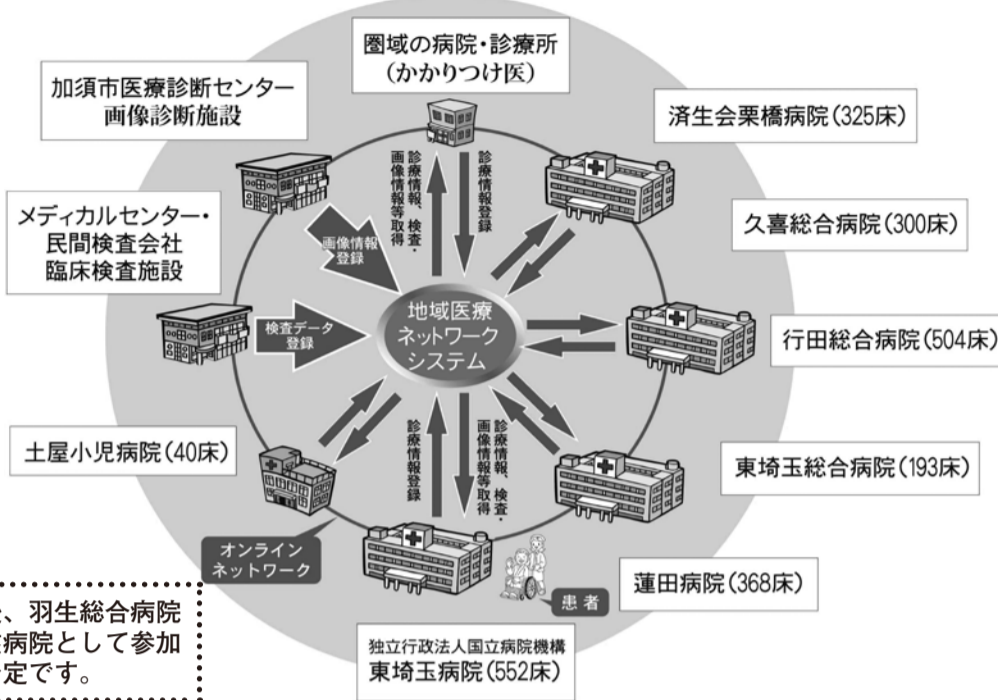 圏域の病院・診療所
（かかりつけ医）
加須市医療診断センター
画像診断施設
済生会栗橋病院（325床）
メディカルセンター・
民間検査会社
臨床検査施設
久喜総合病院（300床）
診療情報、検査・
画像情報等取得
診療情報登録
画像情報
登録
検査データ
登録
地域医療
ネットワーク
システム
行田総合病院（504床）
土屋小児病院（40床）
東埼玉総合病院（193床）
診療情報登録
診療情報、検査・
画像情報等取得
オンライン
ネットワーク
患者
蓮田病院（368床）
独立行政法人国立病院機構
東埼玉病院（552床）
、羽生総合病院
病院として参加
定です。